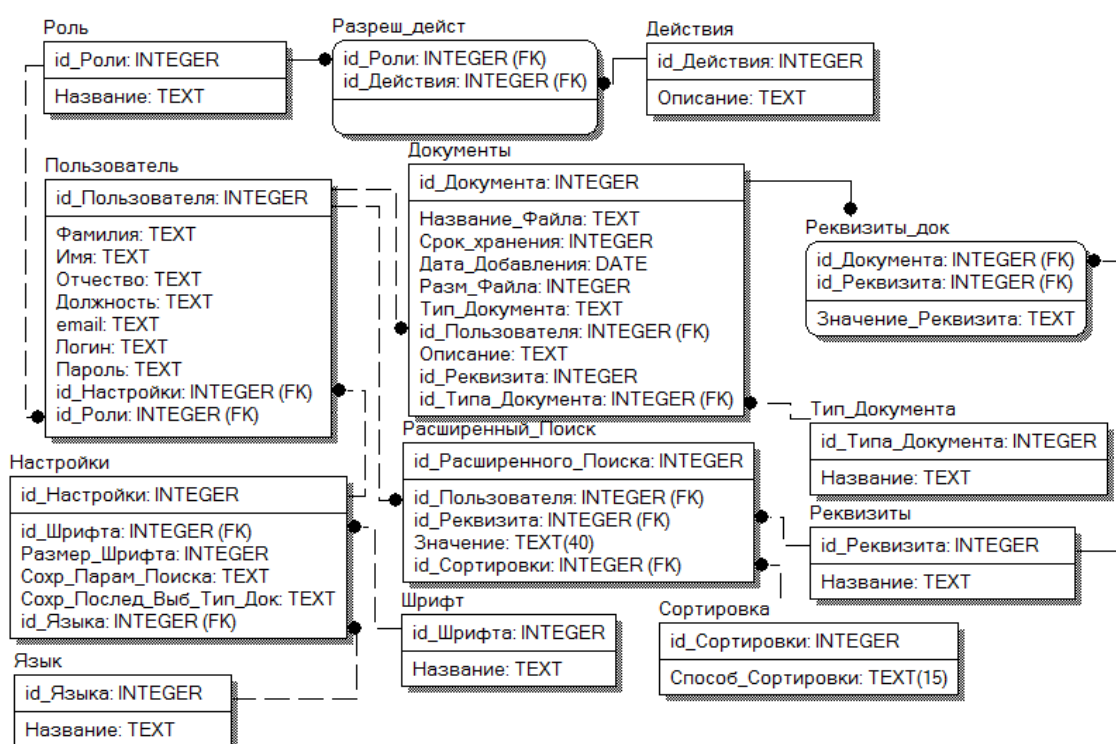 Роль
id_Роли: INTEGER
Название: TEXT
Разреш_дейст
id_Роли: INTEGER (FK)
id_Действия: INTEGER (FK)
Действия
id_Действия: INTEGER
Описание: TEXT
Пользователь
id_Пользователя: INTEGER
Фамилия: TEXT
Имя: TEXT
Отчество: TEXT
Должность: TEXT
email: TEXT
Логин: TEXT
Пароль: TEXT
id_Настройки: INTEGER (FK)
id_Роли: INTEGER (FK)
Документы
id_Документа: INTEGER
Название_Файла: TEXT
Срок_хранения: INTEGER
Дата_Добавления: DATE
Разм_Файла: INTEGER
Тип_Документа: TEXT
id_Пользователя: INTEGER (FK)
Описание: TEXT
id_Реквизита: INTEGER
id_Типа_Документа: INTEGER (FK)
Реквизиты_док
id_Документа: INTEGER (FK)
id_Реквизита: INTEGER (FK)
Значение_Реквизита: TEXT
Тип_Документа
id_Типа_Документа: INTEGER
Название: TEXT
Настройки
id_Настройки: INTEGER
id_Шрифта: INTEGER (FK)
Размер_Шрифта: INTEGER
Сохр_Парам_Поиска: TEXT
Сохр_Послед_Выб_Тип_Док: TEXT
id_Языка: INTEGER (FK)
Расширенный_Поиск
id_Расширенного_Поиска: INTEGER
id_Пользователя: INTEGER (FK)
id_Реквизита: INTEGER (FK)
Значение: TEXT(40)
id_Сортировки: INTEGER (FK)
Реквизиты
id_Реквизита: INTEGER
Название: TEXT
Шрифт
id_Шрифта: INTEGER
Название: TEXT
Сортировка
id_Сортировки: INTEGER
Способ_Сортировки: TEXT(15)
Язык
id_Языка: INTEGER
Название: TEXT